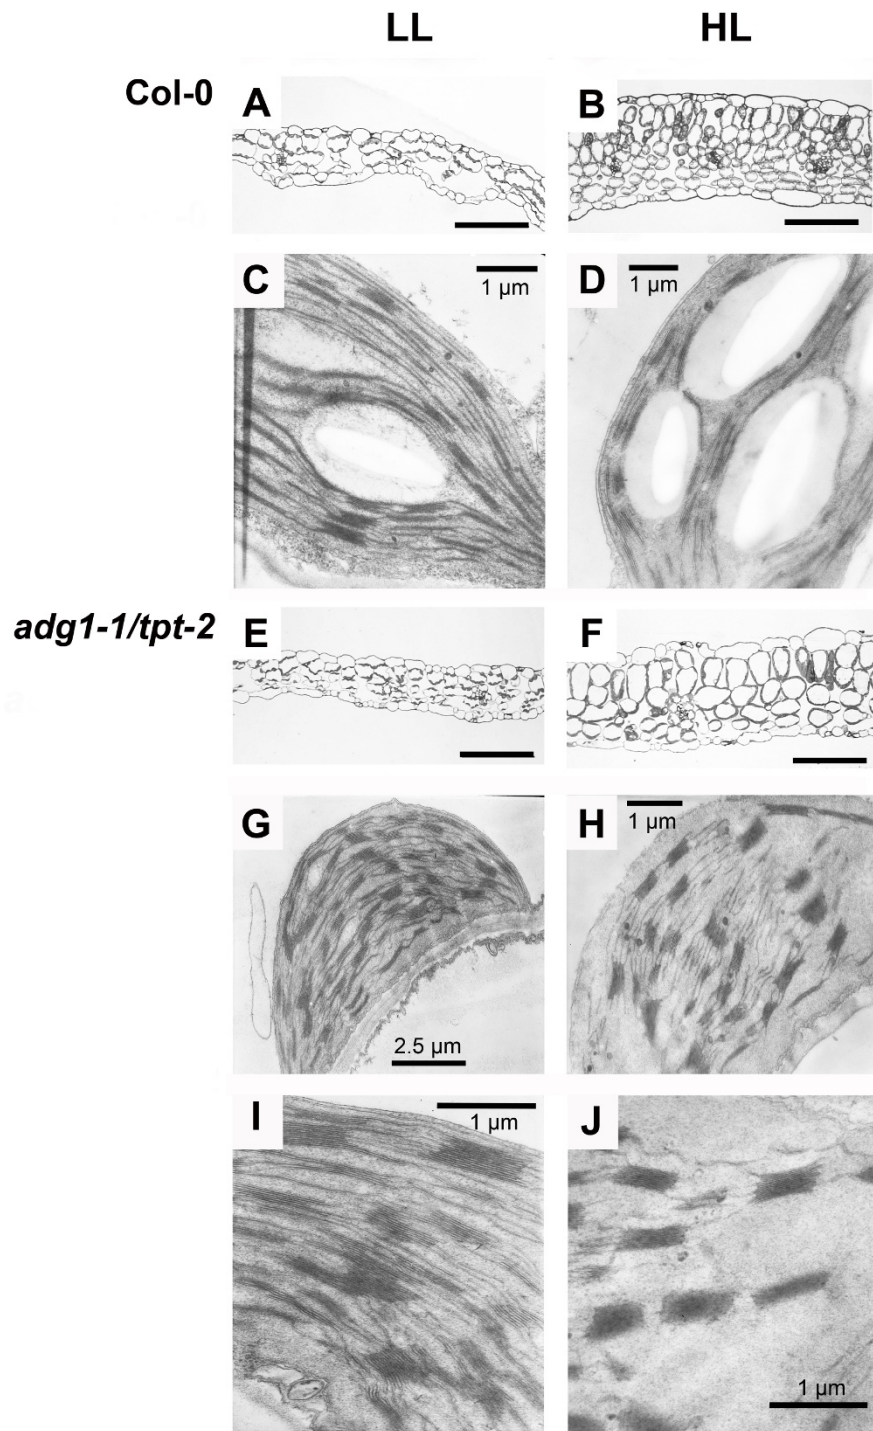 LL HL
Col-0 A B
C 1 µm D 1 µm
adg1-1/tpt-2 E F
G 2.5 µm H 1 µm
I 1 µm J 1 µm